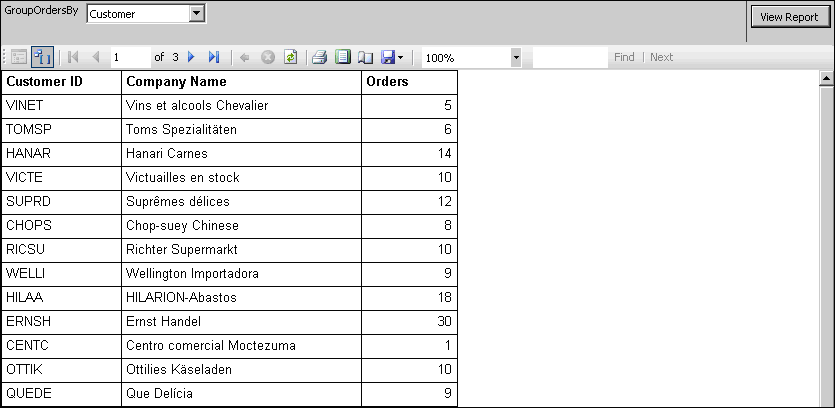 GroupOrdersBy Customer View Report
1 of 3 100% Find | Next
Customer ID Company Name Orders
VINET Vins et alcools Chevalier 5
TOMSP Toms Spezialitäten 6
HANAR Hanari Carnes 14
VICTE Victuailles en stock 10
SUPRD Suprêmes délices 12
CHOPS Chop-suey Chinese 8
RICSU Richter Supermarkt 10
WELLI Wellington Importadora 9
HILAA HILARION-Abastos 18
ERNSH Ernst Handel 30
CENTC Centro comercial Moctezuma 1
OTTIK Ottilies Käseladen 10
QUEDE Que Delícia 9